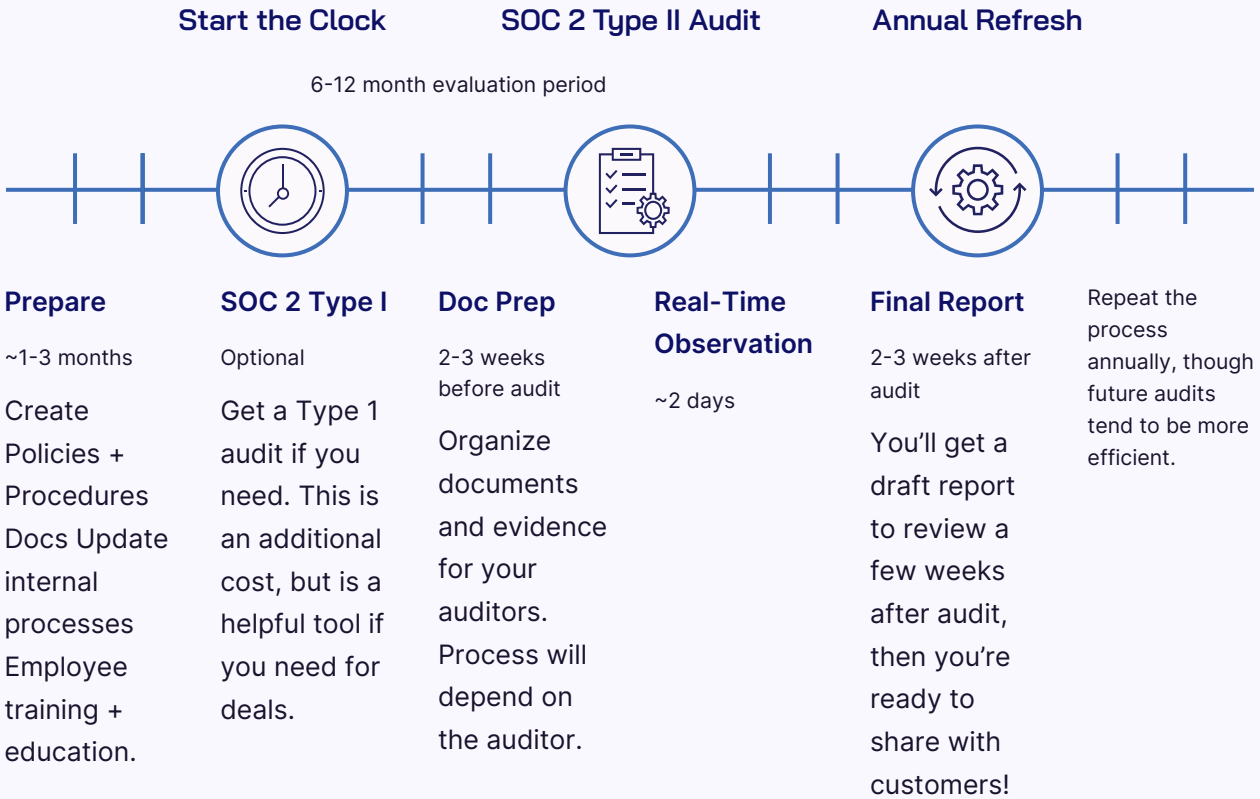 Start the Clock
SOC 2 Type II Audit
Annual Refresh
6-12 month evaluation period
Prepare
~1-3 months
Create
Policies +
Procedures
Docs Update
internal
processes
Employee
training +
education.
SOC 2 Type I
Optional
Get a Type 1
audit if you
need. This is
an additional
cost, but is a
helpful tool if
you need for
deals.
Doc Prep
2-3 weeks
before audit
Organize
documents
and evidence
for your
auditors.
Process will
depend on
the auditor.
Real-Time
Observation
~2 days
Final Report
2-3 weeks after
audit
You’ll get a
draft report
to review a
few weeks
after audit,
then you’re
ready to
share with
customers!
Repeat the
process
annually, though
future audits
tend to be more
efficient.